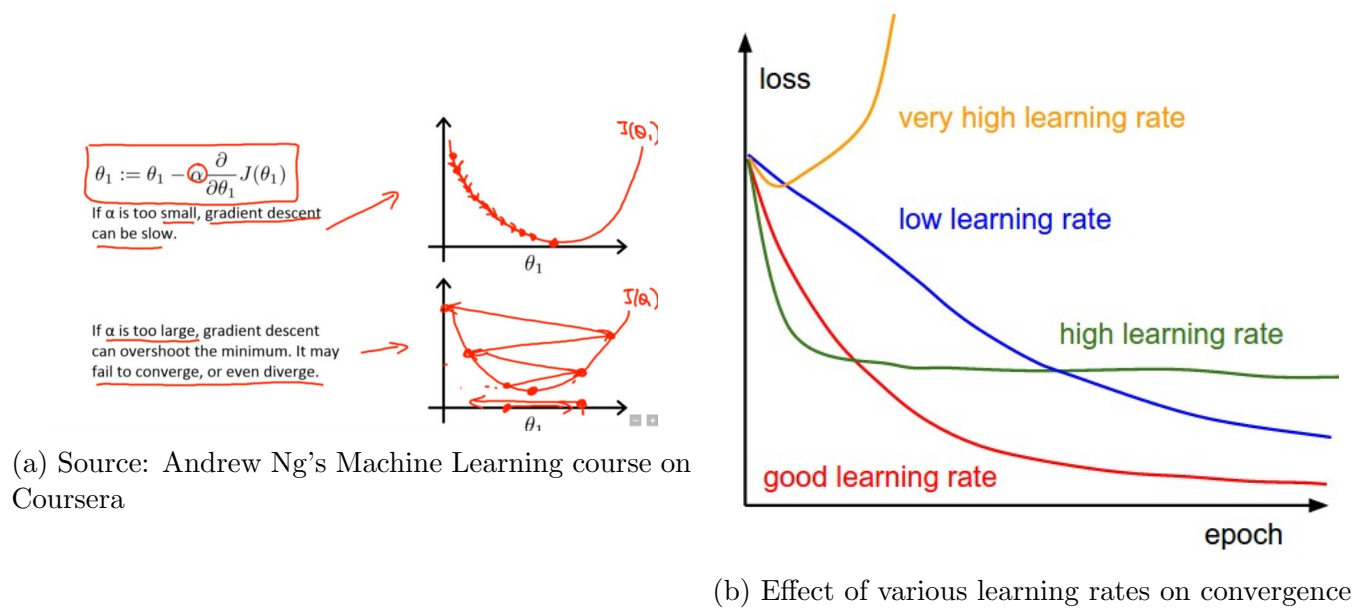 θ₁ := θ₁ − α ∂/∂θ₁ J(θ₁)
If α is too small, gradient descent
can be slow.
J(θ₁)
θ₁
If α is too large, gradient descent
can overshoot the minimum. It may
fail to converge, or even diverge.
J(θ₁)
θ₁
(a) Source: Andrew Ng's Machine Learning course on
Coursera
loss
very high learning rate
low learning rate
high learning rate
good learning rate
epoch
(b) Effect of various learning rates on convergence